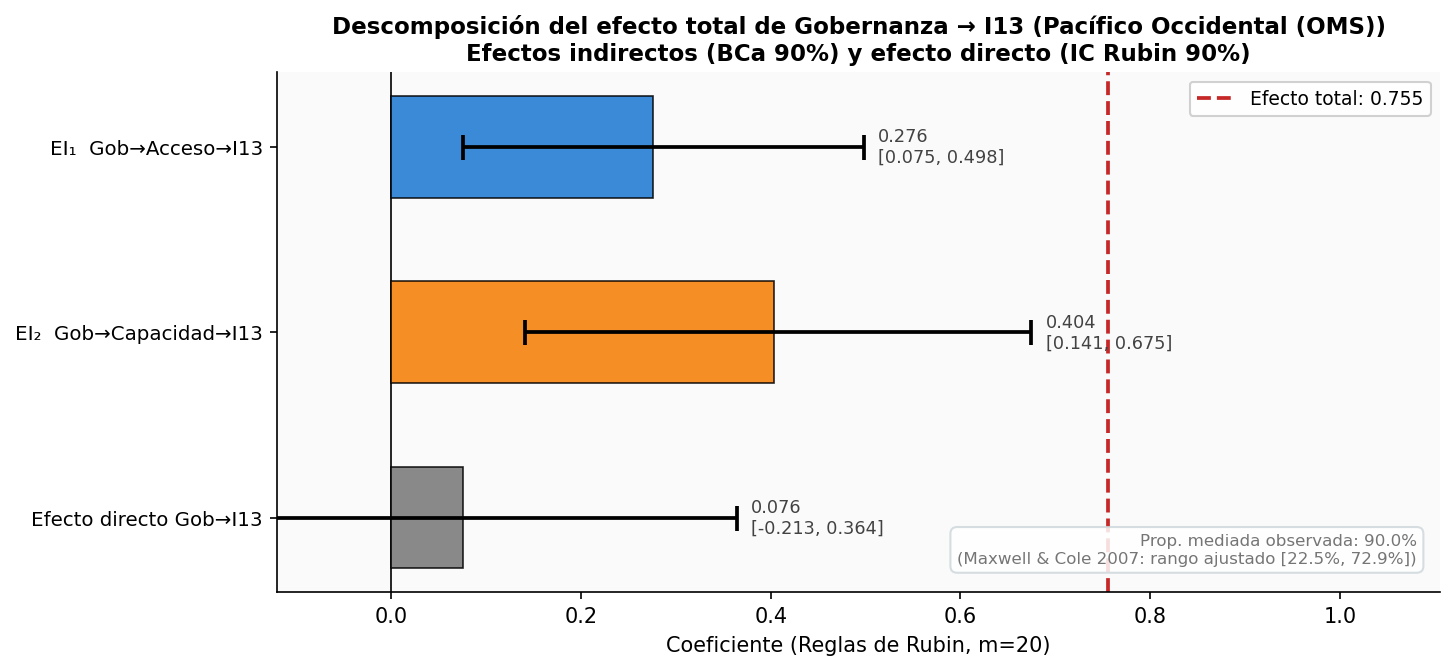 Descomposición del efecto total de Gobernanza → I13 (Pacífico Occidental (OMS))
Efectos indirectos (BCa 90%) y efecto directo (IC Rubin 90%)
Efecto total: 0.755
EI₁  Gob→Acceso→I13
0.276
[0.075, 0.498]
EI₂  Gob→Capacidad→I13
0.404
[0.141, 0.675]
Efecto directo Gob→I13
0.076
[-0.213, 0.364]
Prop. mediada observada: 90.0%
(Maxwell & Cole 2007: rango ajustado [22.5%, 72.9%])
0.0 0.2 0.4 0.6 0.8 1.0
Coeficiente (Reglas de Rubin, m=20)